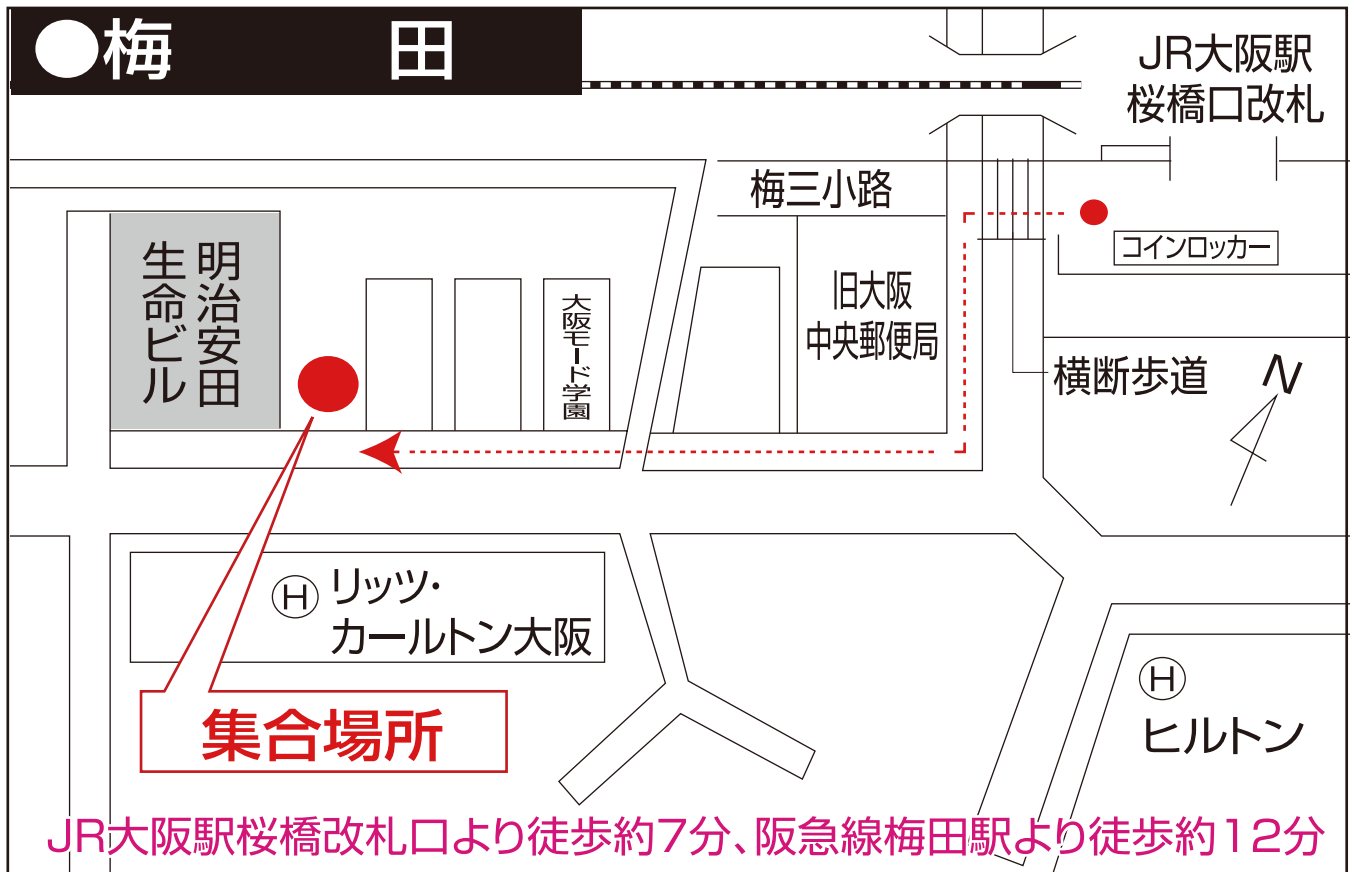 ●梅田
JR大阪駅
桜橋口改札
梅三小路
コインロッカー
明治安田
生命ビル
大阪モード学園
旧大阪
中央郵便局
横断歩道
N
H リッツ・
カールトン大阪
H
ヒルトン
集合場所
JR大阪駅桜橋改札口より徒歩約7分、阪急線梅田駅より徒歩約12分